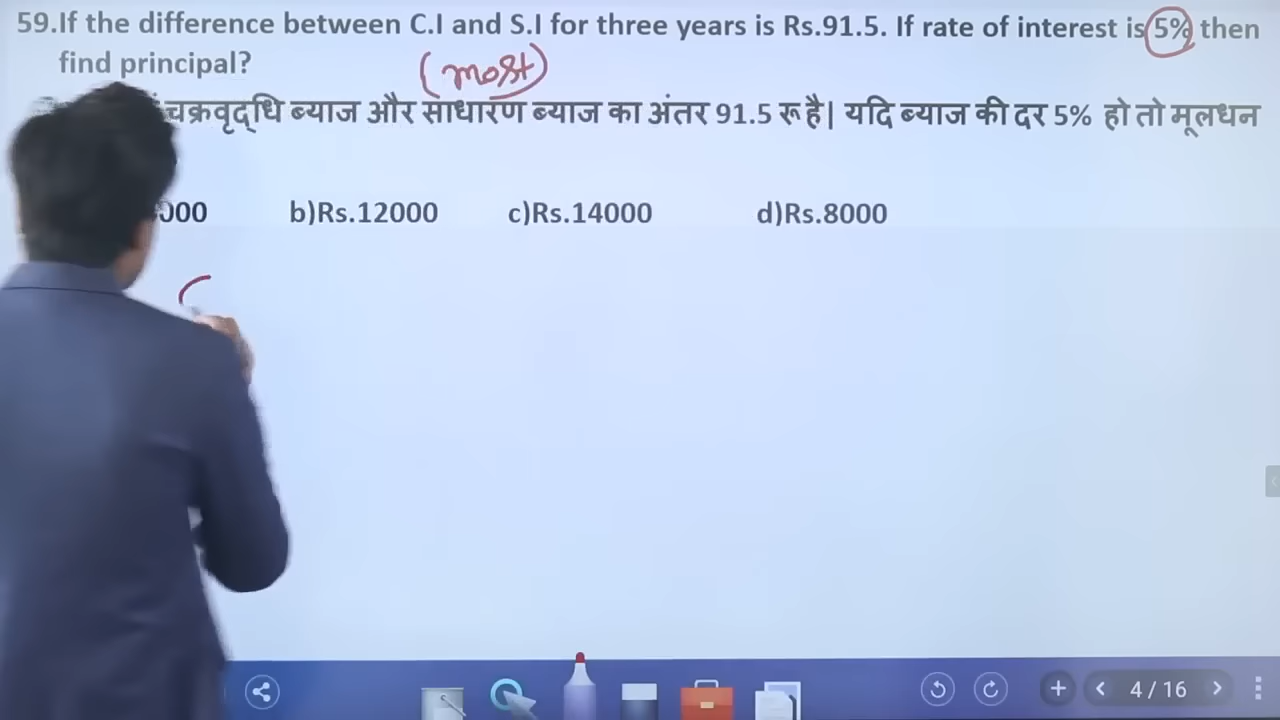 59.If the difference between C.I and S.I for three years is Rs.91.5. If rate of interest is 5% then
find principal?
(most)
चक्रवृद्धि ब्याज और साधारण ब्याज का अंतर 91.5 रू है| यदि ब्याज की दर 5% हो तो मूलधन
000 b)Rs.12000 c)Rs.14000 d)Rs.8000
4 / 16